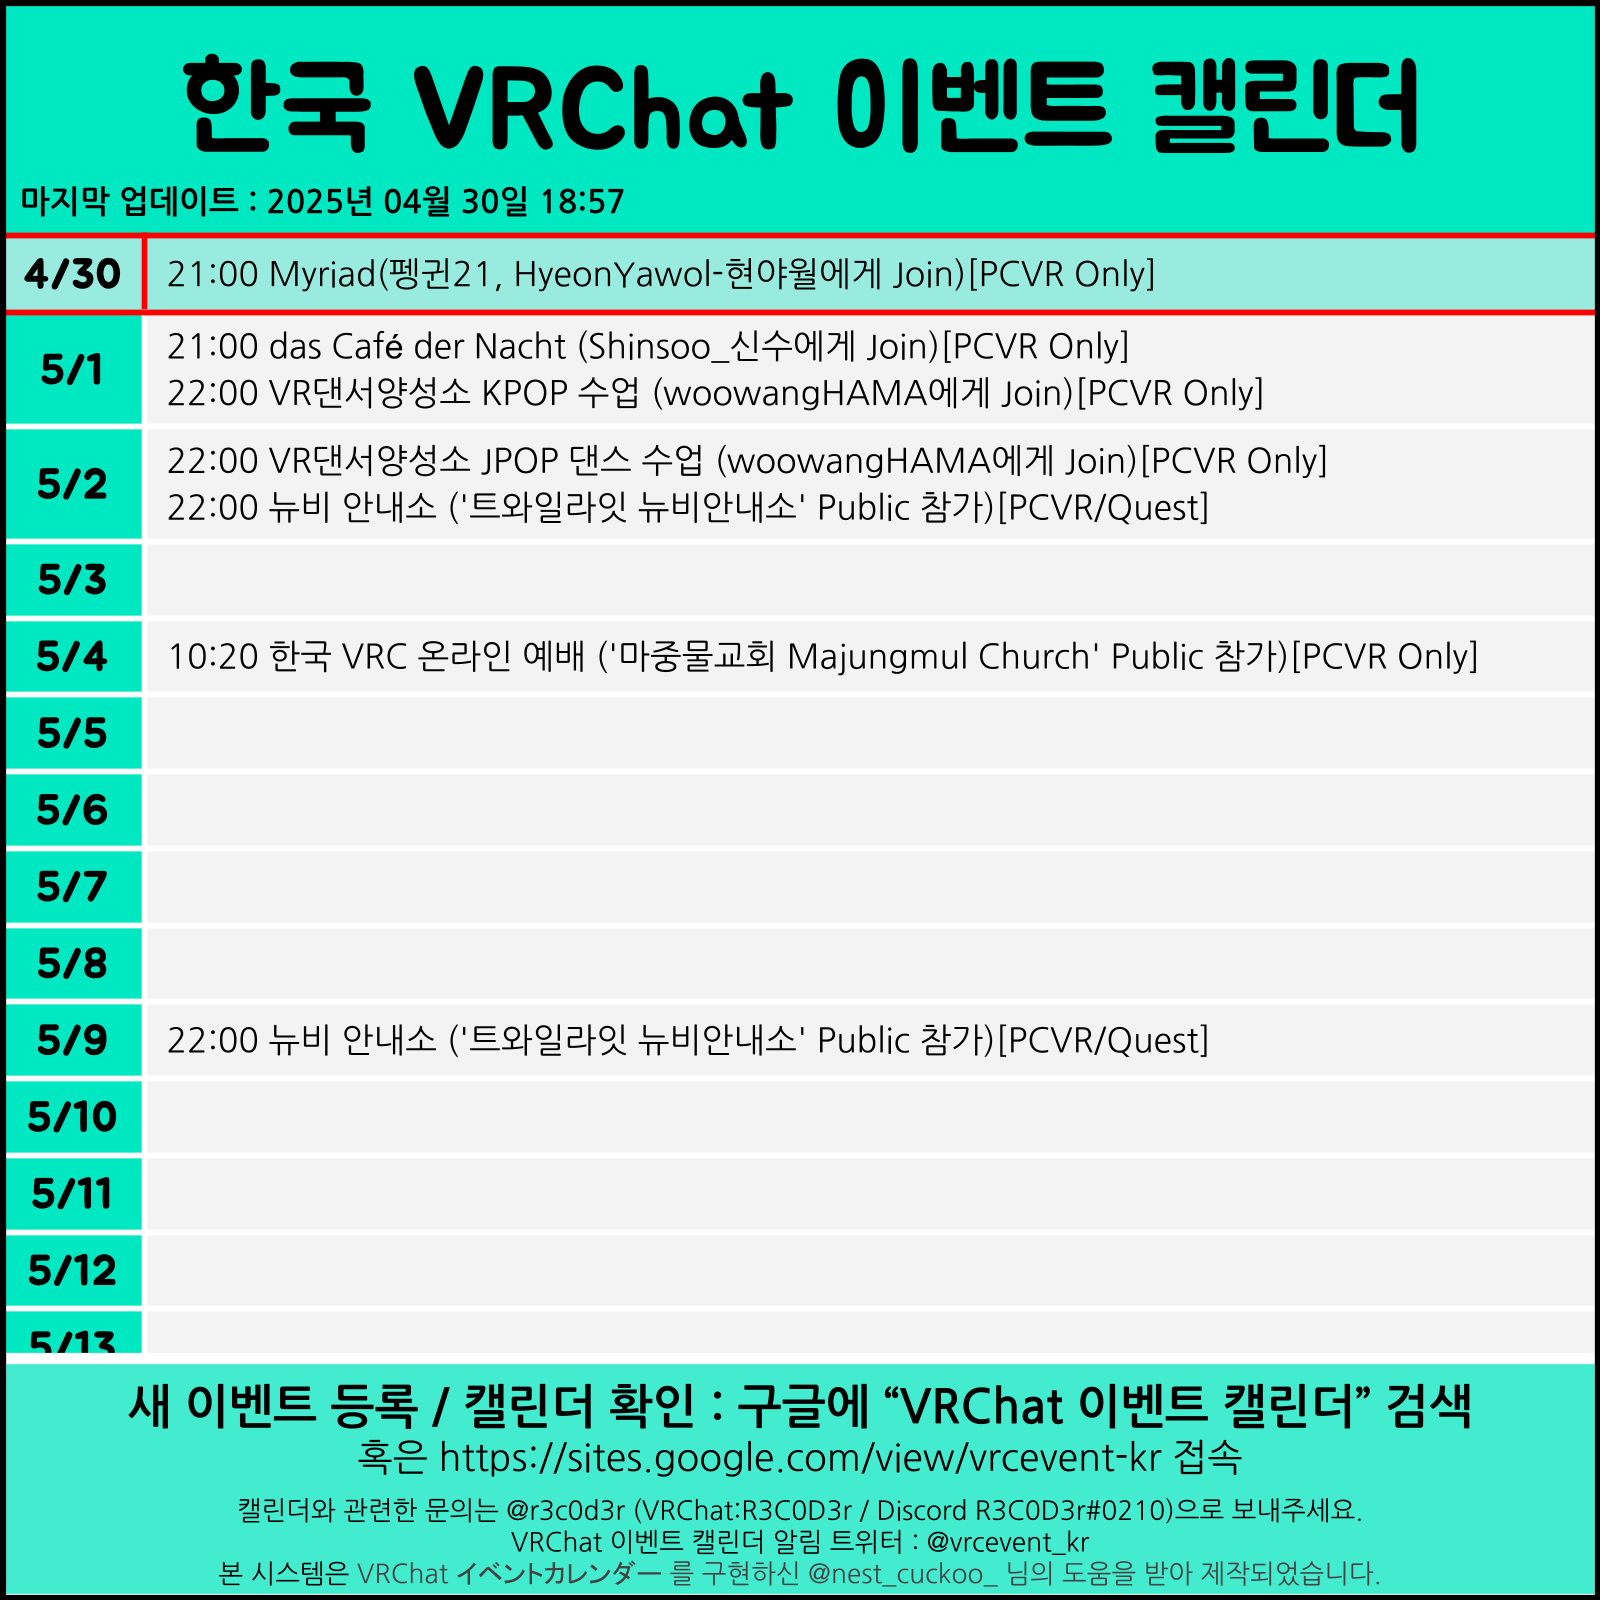 한국 VRChat 이벤트 캘린더
마지막 업데이트 : 2025년 04월 30일 18:57
4/30
21:00 Myriad(펭귄21, HyeonYawol-현야월에게 Join)[PCVR Only]
5/1
21:00 das Café der Nacht (Shinsoo_신수에게 Join)[PCVR Only]
22:00 VR댄서양성소 KPOP 수업 (woowangHAMA에게 Join)[PCVR Only]
5/2
22:00 VR댄서양성소 JPOP 댄스 수업 (woowangHAMA에게 Join)[PCVR Only]
22:00 뉴비 안내소 ('트와일라잇 뉴비안내소' Public 참가)[PCVR/Quest]
5/3
5/4
10:20 한국 VRC 온라인 예배 ('마중물교회 Majungmul Church' Public 참가)[PCVR Only]
5/5
5/6
5/7
5/8
5/9
22:00 뉴비 안내소 ('트와일라잇 뉴비안내소' Public 참가)[PCVR/Quest]
5/10
5/11
5/12
5/13
새 이벤트 등록 / 캘린더 확인 : 구글에 “VRChat 이벤트 캘린더” 검색
혹은 https://sites.google.com/view/vrcevent-kr 접속
캘린더와 관련한 문의는 @r3c0d3r (VRChat:R3C0D3r / Discord R3C0D3r#0210)으로 보내주세요.
VRChat 이벤트 캘린더 알림 트위터 : @vrcevent_kr
본 시스템은 VRChat イベントカレンダー 를 구현하신 @nest_cuckoo_ 님의 도움을 받아 제작되었습니다.